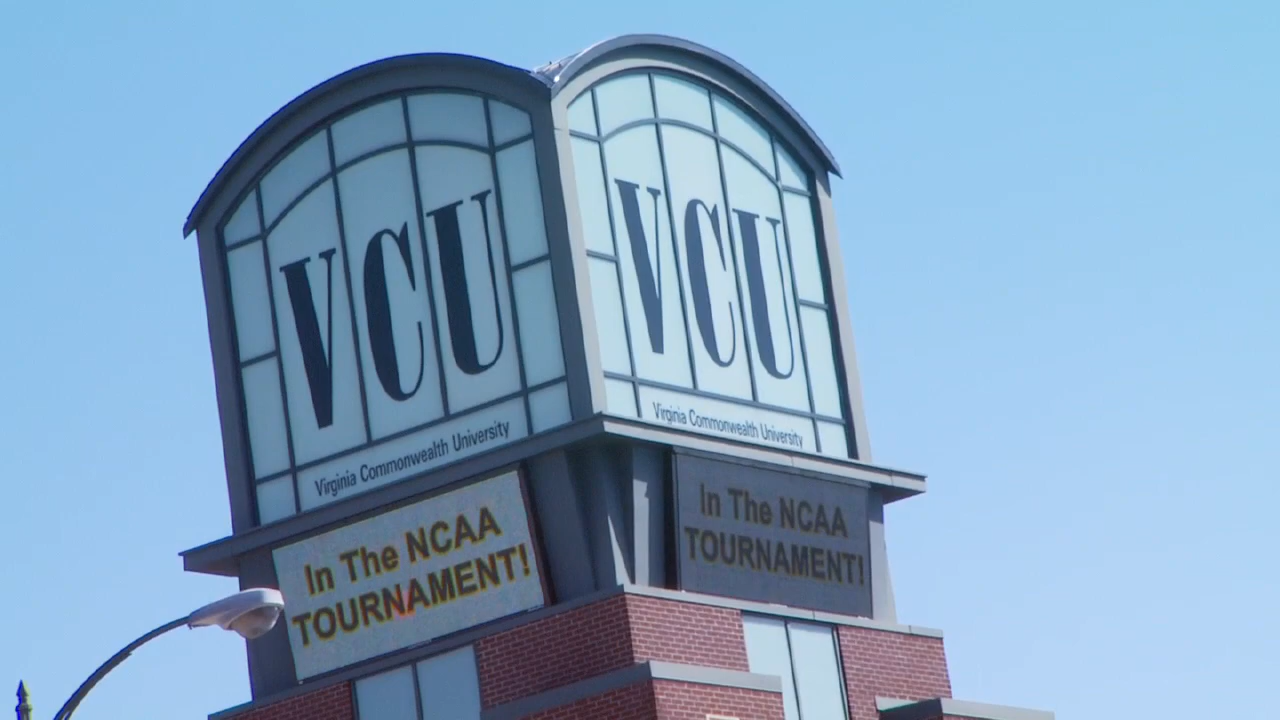 VCU
Virginia Commonwealth University
In The NCAA
TOURNAMENT!
VCU
Virginia Commonwealth University
In The NCAA
TOURNAMENT!